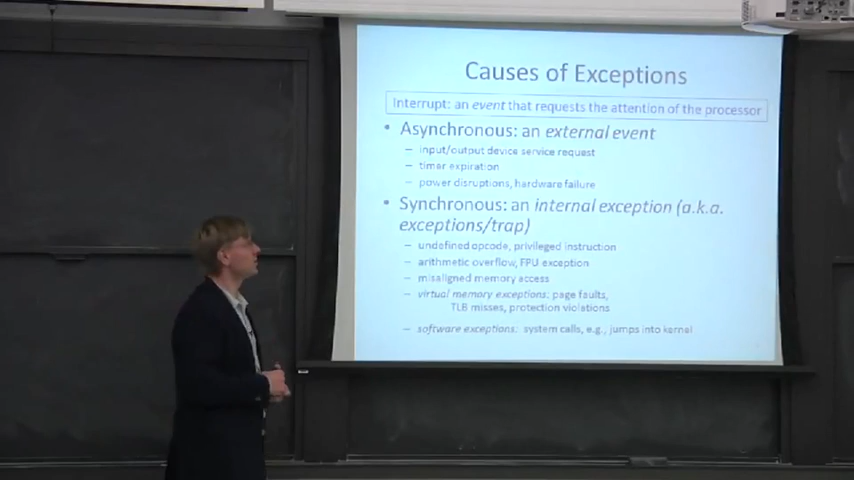 Causes of Exceptions
Interrupt: an event that requests the attention of the processor
• Asynchronous: an external event
– input/output device service request
– timer expiration
– power disruptions, hardware failure
• Synchronous: an internal exception (a.k.a.
exceptions/trap)
– undefined opcode, privileged instruction
– arithmetic overflow, FPU exception
– misaligned memory access
– virtual memory exceptions: page faults,
TLB misses, protection violations
– software exceptions: system calls, e.g., jumps into kernel